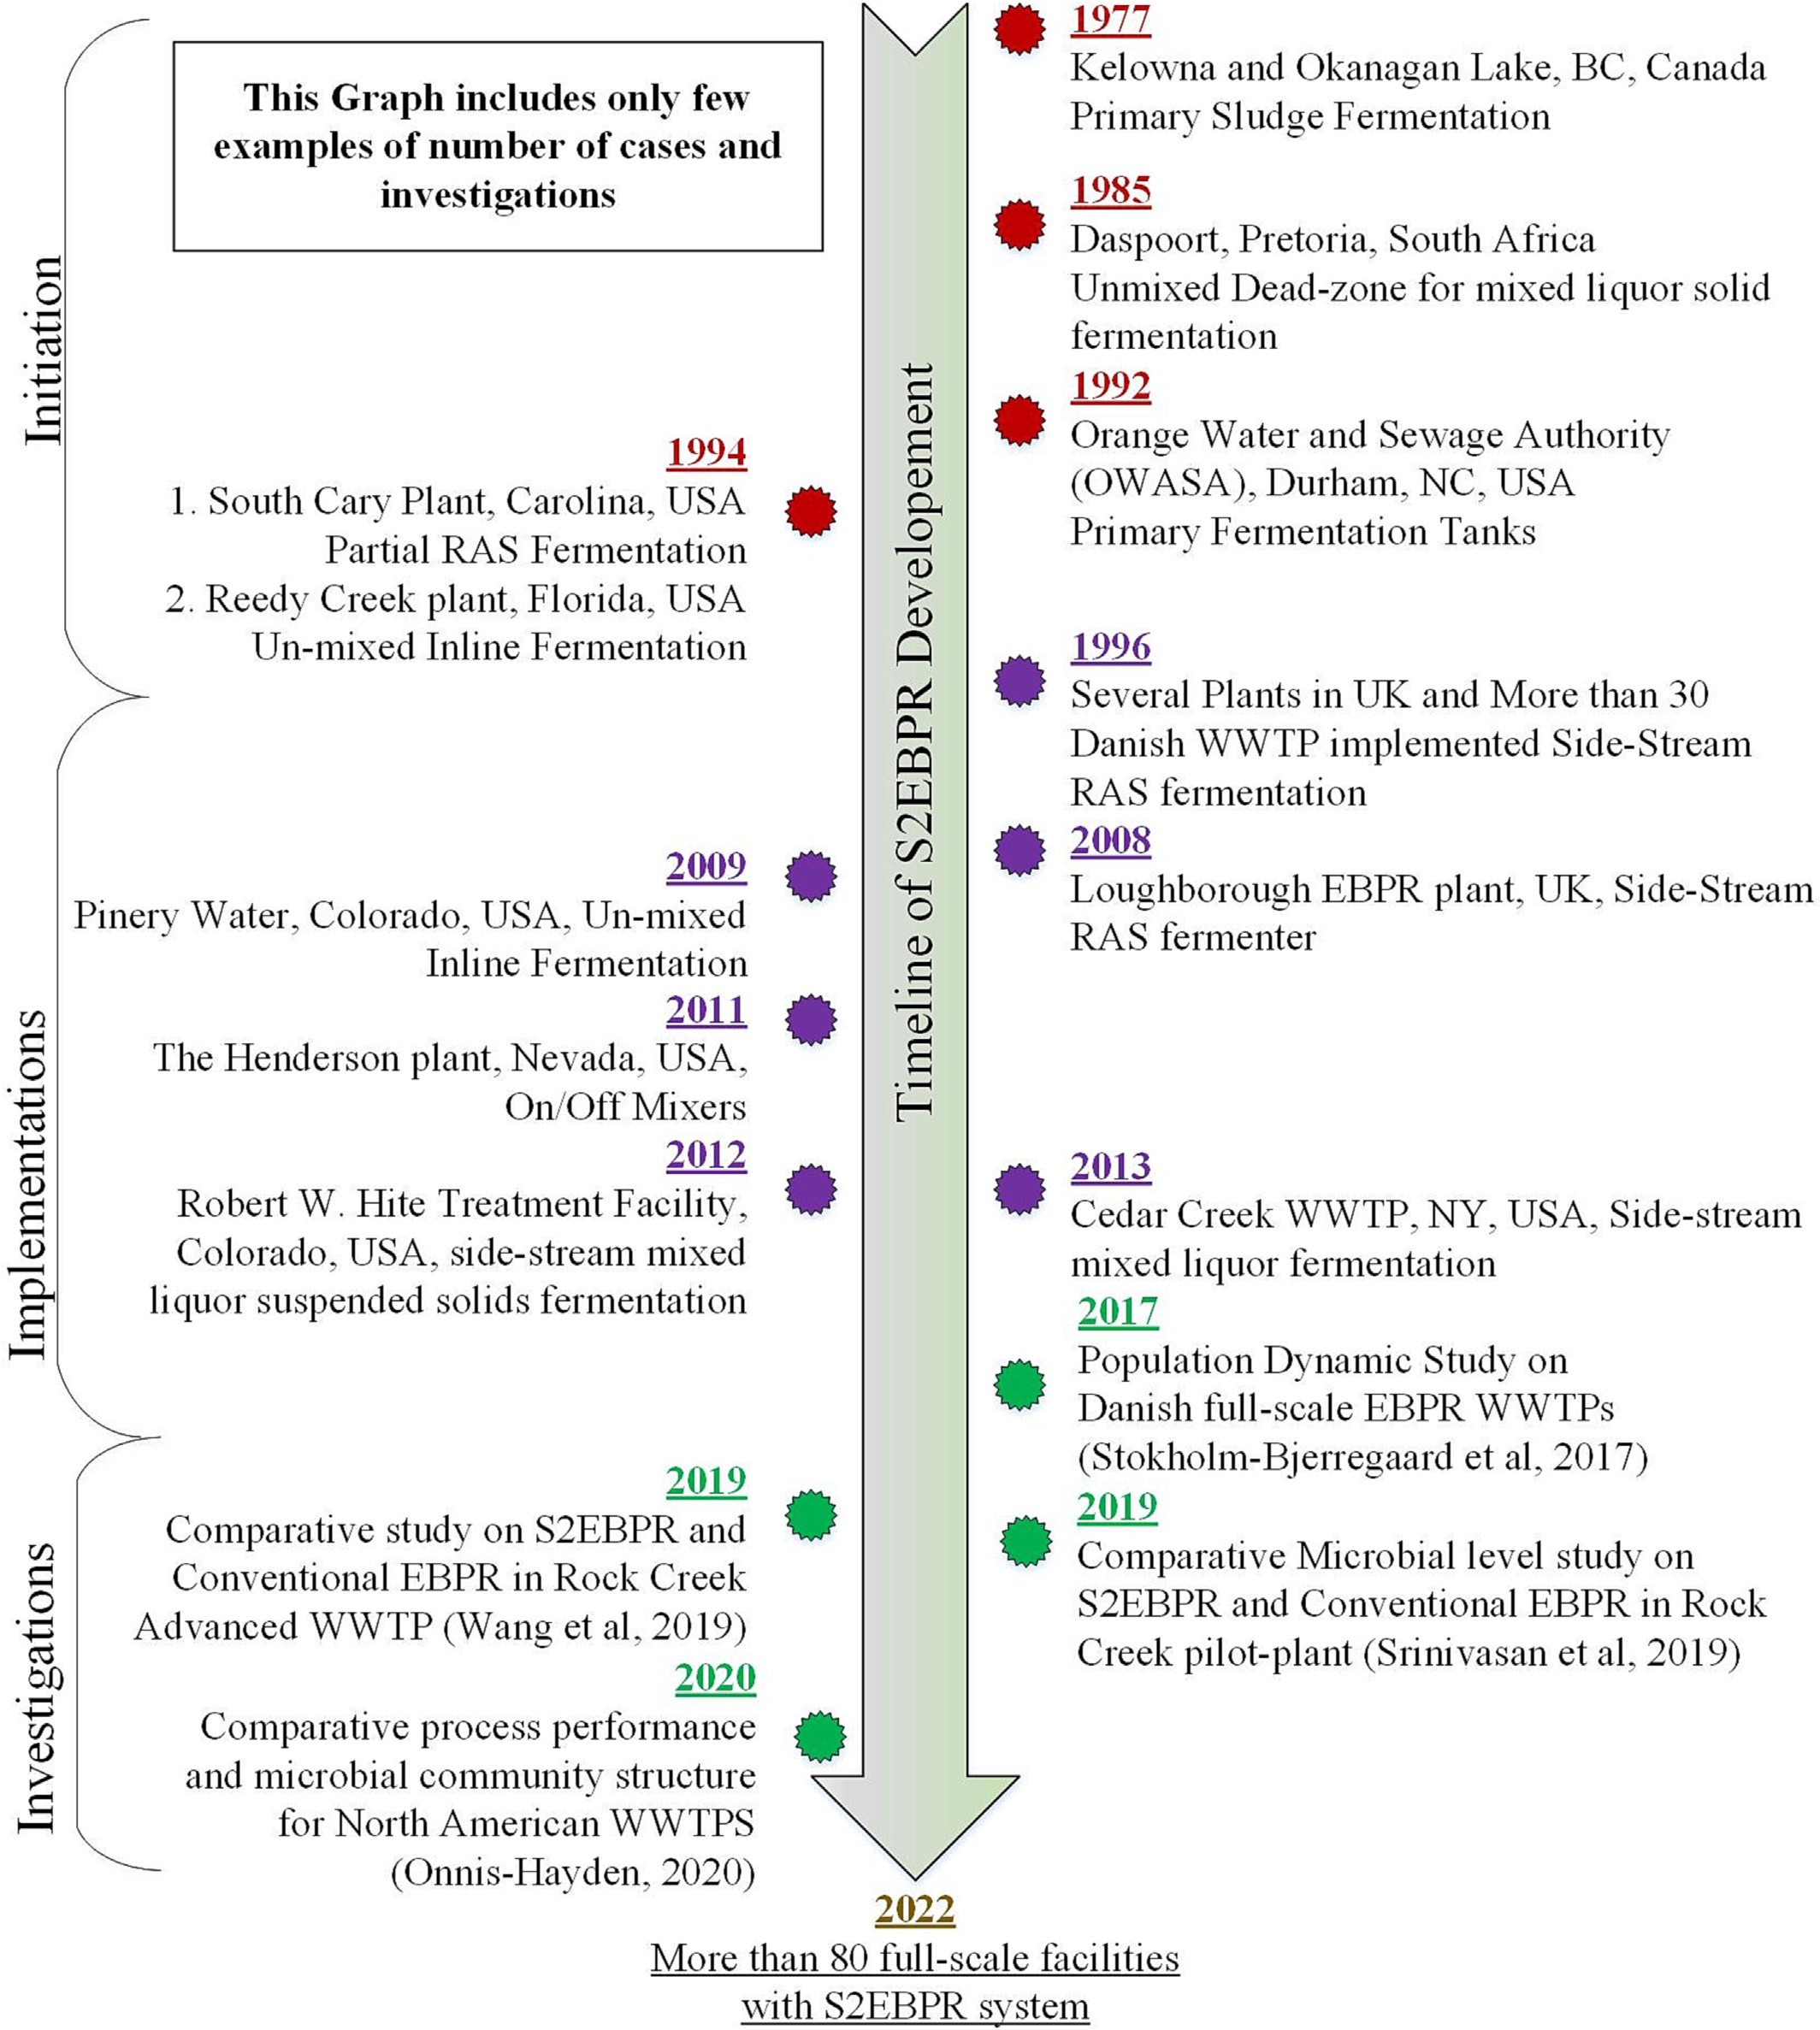 This Graph includes only few
examples of number of cases and
investigations
Initiation
Implementations
Investigations
Timeline of S2EBPR Developement
1977
Kelowna and Okanagan Lake, BC, Canada
Primary Sludge Fermentation
1985
Daspoort, Pretoria, South Africa
Unmixed Dead-zone for mixed liquor solid
fermentation
1992
Orange Water and Sewage Authority
(OWASA), Durham, NC, USA
Primary Fermentation Tanks
1994
1. South Cary Plant, Carolina, USA
Partial RAS Fermentation
2. Reedy Creek plant, Florida, USA
Un-mixed Inline Fermentation
1996
Several Plants in UK and More than 30
Danish WWTP implemented Side-Stream
RAS fermentation
2008
Loughborough EBPR plant, UK, Side-Stream
RAS fermenter
2009
Pinery Water, Colorado, USA, Un-mixed
Inline Fermentation
2011
The Henderson plant, Nevada, USA,
On/Off Mixers
2012
Robert W. Hite Treatment Facility,
Colorado, USA, side-stream mixed
liquor suspended solids fermentation
2013
Cedar Creek WWTP, NY, USA, Side-stream
mixed liquor fermentation
2017
Population Dynamic Study on
Danish full-scale EBPR WWTPs
(Stokholm-Bjerregaard et al, 2017)
2019
Comparative study on S2EBPR and
Conventional EBPR in Rock Creek
Advanced WWTP (Wang et al, 2019)
2019
Comparative Microbial level study on
S2EBPR and Conventional EBPR in Rock
Creek pilot-plant (Srinivasan et al, 2019)
2020
Comparative process performance
and microbial community structure
for North American WWTPS
(Onnis-Hayden, 2020)
2022
More than 80 full-scale facilities
with S2EBPR system